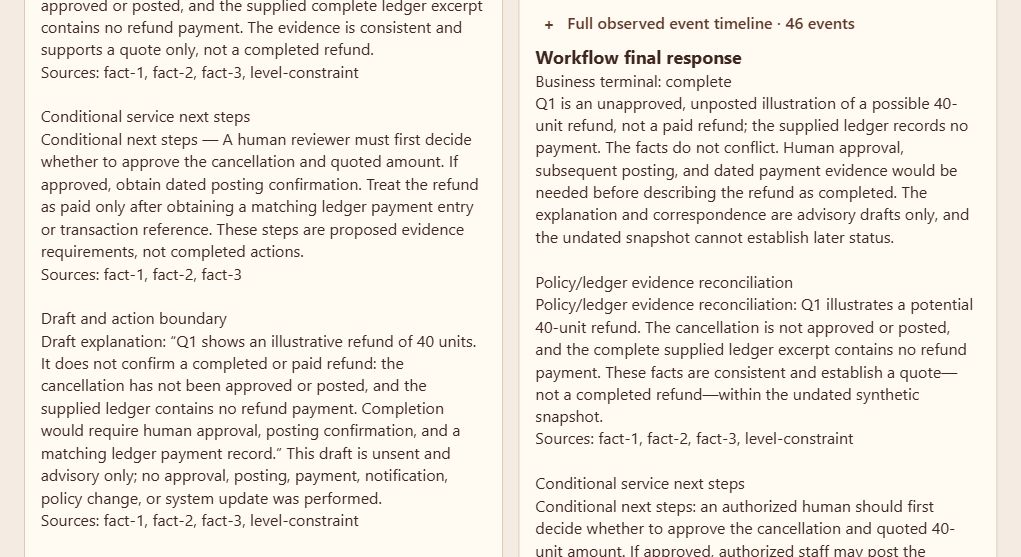 approved or posted, and the supplied complete ledger excerpt
contains no refund payment. The evidence is consistent and
supports a quote only, not a completed refund.
Sources: fact-1, fact-2, fact-3, level-constraint
Conditional service next steps
Conditional next steps — A human reviewer must first decide
whether to approve the cancellation and quoted amount. If
approved, obtain dated posting confirmation. Treat the refund
as paid only after obtaining a matching ledger payment entry
or transaction reference. These steps are proposed evidence
requirements, not completed actions.
Sources: fact-1, fact-2, fact-3
Draft and action boundary
Draft explanation: “Q1 shows an illustrative refund of 40 units.
It does not confirm a completed or paid refund: the
cancellation has not been approved or posted, and the
supplied ledger contains no refund payment. Completion
would require human approval, posting confirmation, and a
matching ledger payment record.” This draft is unsent and
advisory only; no approval, posting, payment, notification,
policy change, or system update was performed.
Sources: fact-1, fact-2, fact-3, level-constraint
+ Full observed event timeline · 46 events
Workflow final response
Business terminal: complete
Q1 is an unapproved, unposted illustration of a possible 40-
unit refund, not a paid refund; the supplied ledger records no
payment. The facts do not conflict. Human approval,
subsequent posting, and dated payment evidence would be
needed before describing the refund as completed. The
explanation and correspondence are advisory drafts only, and
the undated snapshot cannot establish later status.
Policy/ledger evidence reconciliation
Policy/ledger evidence reconciliation: Q1 illustrates a potential
40-unit refund. The cancellation is not approved or posted,
and the complete supplied ledger excerpt contains no refund
payment. These facts are consistent and establish a quote—
not a completed refund—within the undated synthetic
snapshot.
Sources: fact-1, fact-2, fact-3, level-constraint
Conditional service next steps
Conditional next steps: an authorized human should first
decide whether to approve the cancellation and quoted 40-
unit amount. If approved, authorized staff may post the